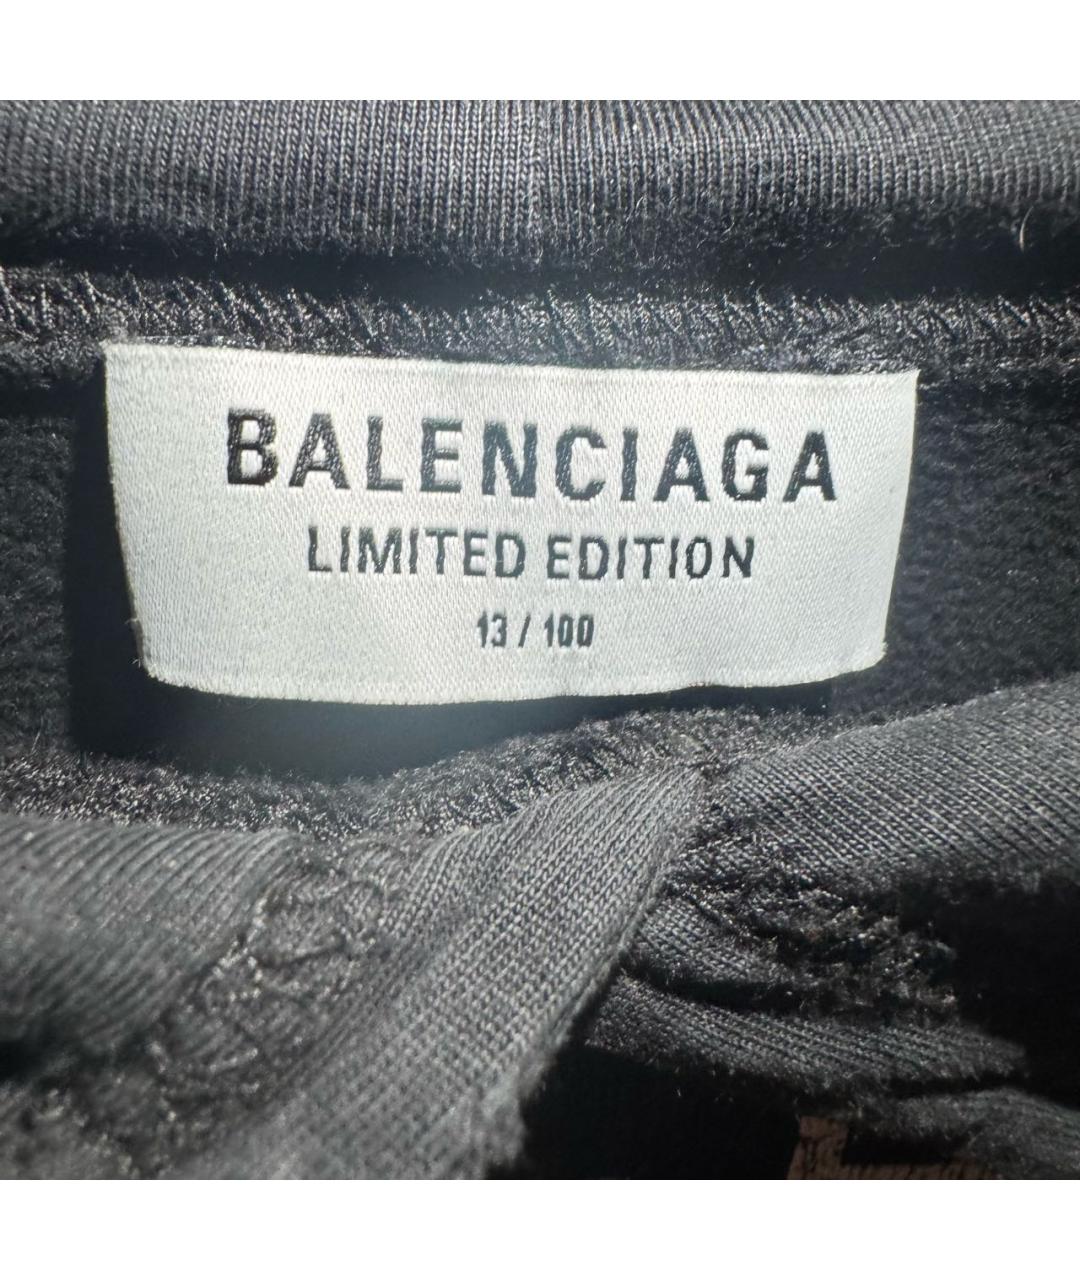 BALENCIAGA
LIMITED EDITION
13 / 100